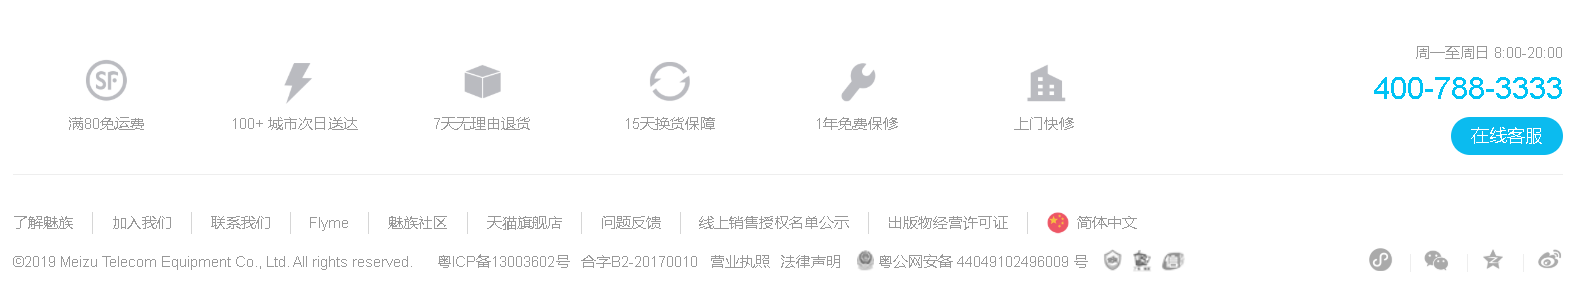 周一至周日 8:00-20:00
400-788-3333
在线客服
SF
满80免运费 100+ 城市次日送达 7天无理由退货 15天换货保障 1年免费保修 上门快修
了解魅族 加入我们 联系我们 Flyme 魅族社区 天猫旗舰店 问题反馈 线上销售授权名单公示 出版物经营许可证 简体中文
©2019 Meizu Telecom Equipment Co., Ltd. All rights reserved. 粤ICP备13003602号 合字B2-20170010 营业执照 法律声明 粤公网安备 44049102496009 号